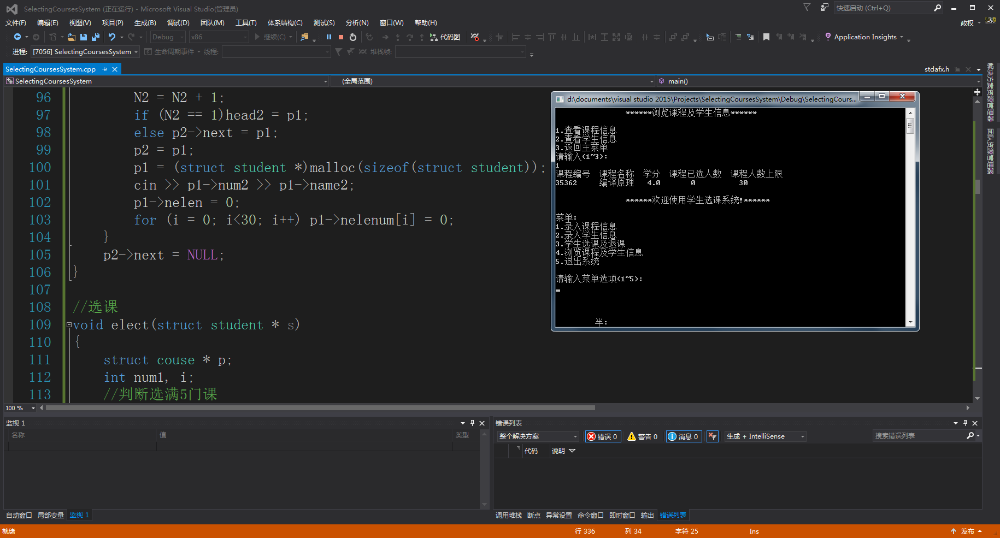 SelectingCoursesSystem (正在运行) - Microsoft Visual Studio(管理员)
快速启动 (Ctrl+Q)
文件(F) 编辑(E) 视图(V) 项目(P) 生成(B) 调试(D) 团队(M) 工具(T) 体系结构(C) 测试(S) 分析(N) 窗口(W) 帮助(H)
政权
Debug x86 继续(C) 代码图 Application Insights
进程: [7056] SelectingCoursesSystem 生命周期事件 线程: 堆栈帧:
SelectingCoursesSystem.cpp
stdafx.h
SelectingCoursesSystem (全局范围) main()
96 N2 = N2 + 1;
97 if (N2 == 1)head2 = p1;
98 else p2->next = p1;
99 p2 = p1;
100 p1 = (struct student *)malloc(sizeof(struct student));
101 cin >> p1->num2 >> p1->name2;
102 p1->nelen = 0;
103 for (i = 0; i<30; i++) p1->nelenum[i] = 0;
104 }
105 p2->next = NULL;
106 }
107
108 //选课
109 void elect(struct student * s)
110 {
111 struct couse * p;
112 int num1, i;
113 //判断选满5门课
100 %
d:\documents\visual studio 2015\Projects\SelectingCoursesSystem\Debug\SelectingCours...
******浏览课程及学生信息******
1.查看课程信息
2.查看学生信息
3.返回主菜单
请输入(1~3):
1
课程编号 课程名称 学分 课程已选人数 课程人数上限
35362 编译原理 4.0 0 30
******欢迎使用学生选课系统!******
菜单:
1.录入课程信息
2.录入学生信息
3.学生选课及退课
4.浏览课程及学生信息
5.退出系统
请输入菜单选项(1~5):
半:
解决方案资源管理器
团队资源管理器
监视 1
名称 值 类型
自动窗口 局部变量 监视 1
错误列表
整个解决方案 错误 0 警告 0 消息 0 生成 + IntelliSense 搜索错误列表
代码 说明
调用堆栈 断点 异常设置 命令窗口 即时窗口 输出 错误列表
就绪 行 336 列 34 字符 25 Ins 发布